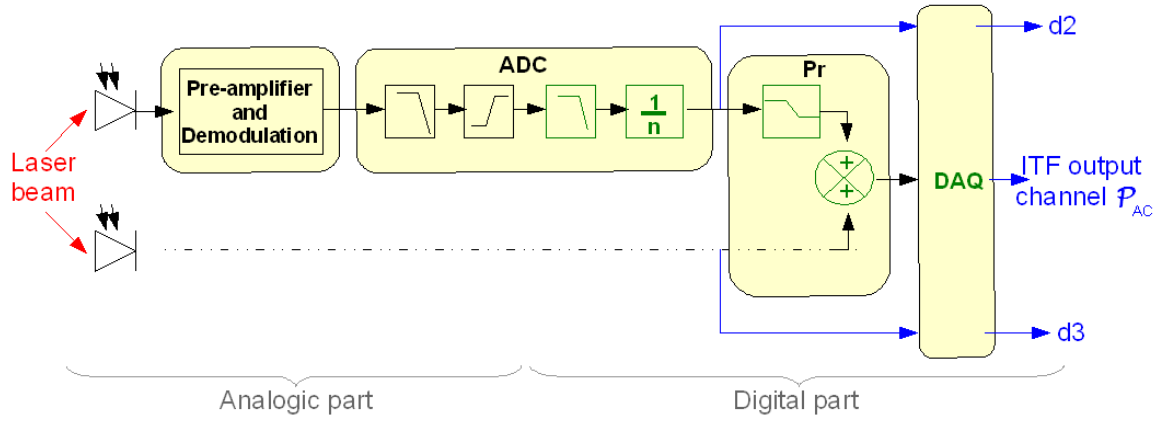 d2
ADC
Pr
Pre-amplifier
and
Demodulation
1
n
Laser
beam
+
+
DAQ
ITF output
channel 𝒫AC
d3
Analogic part
Digital part